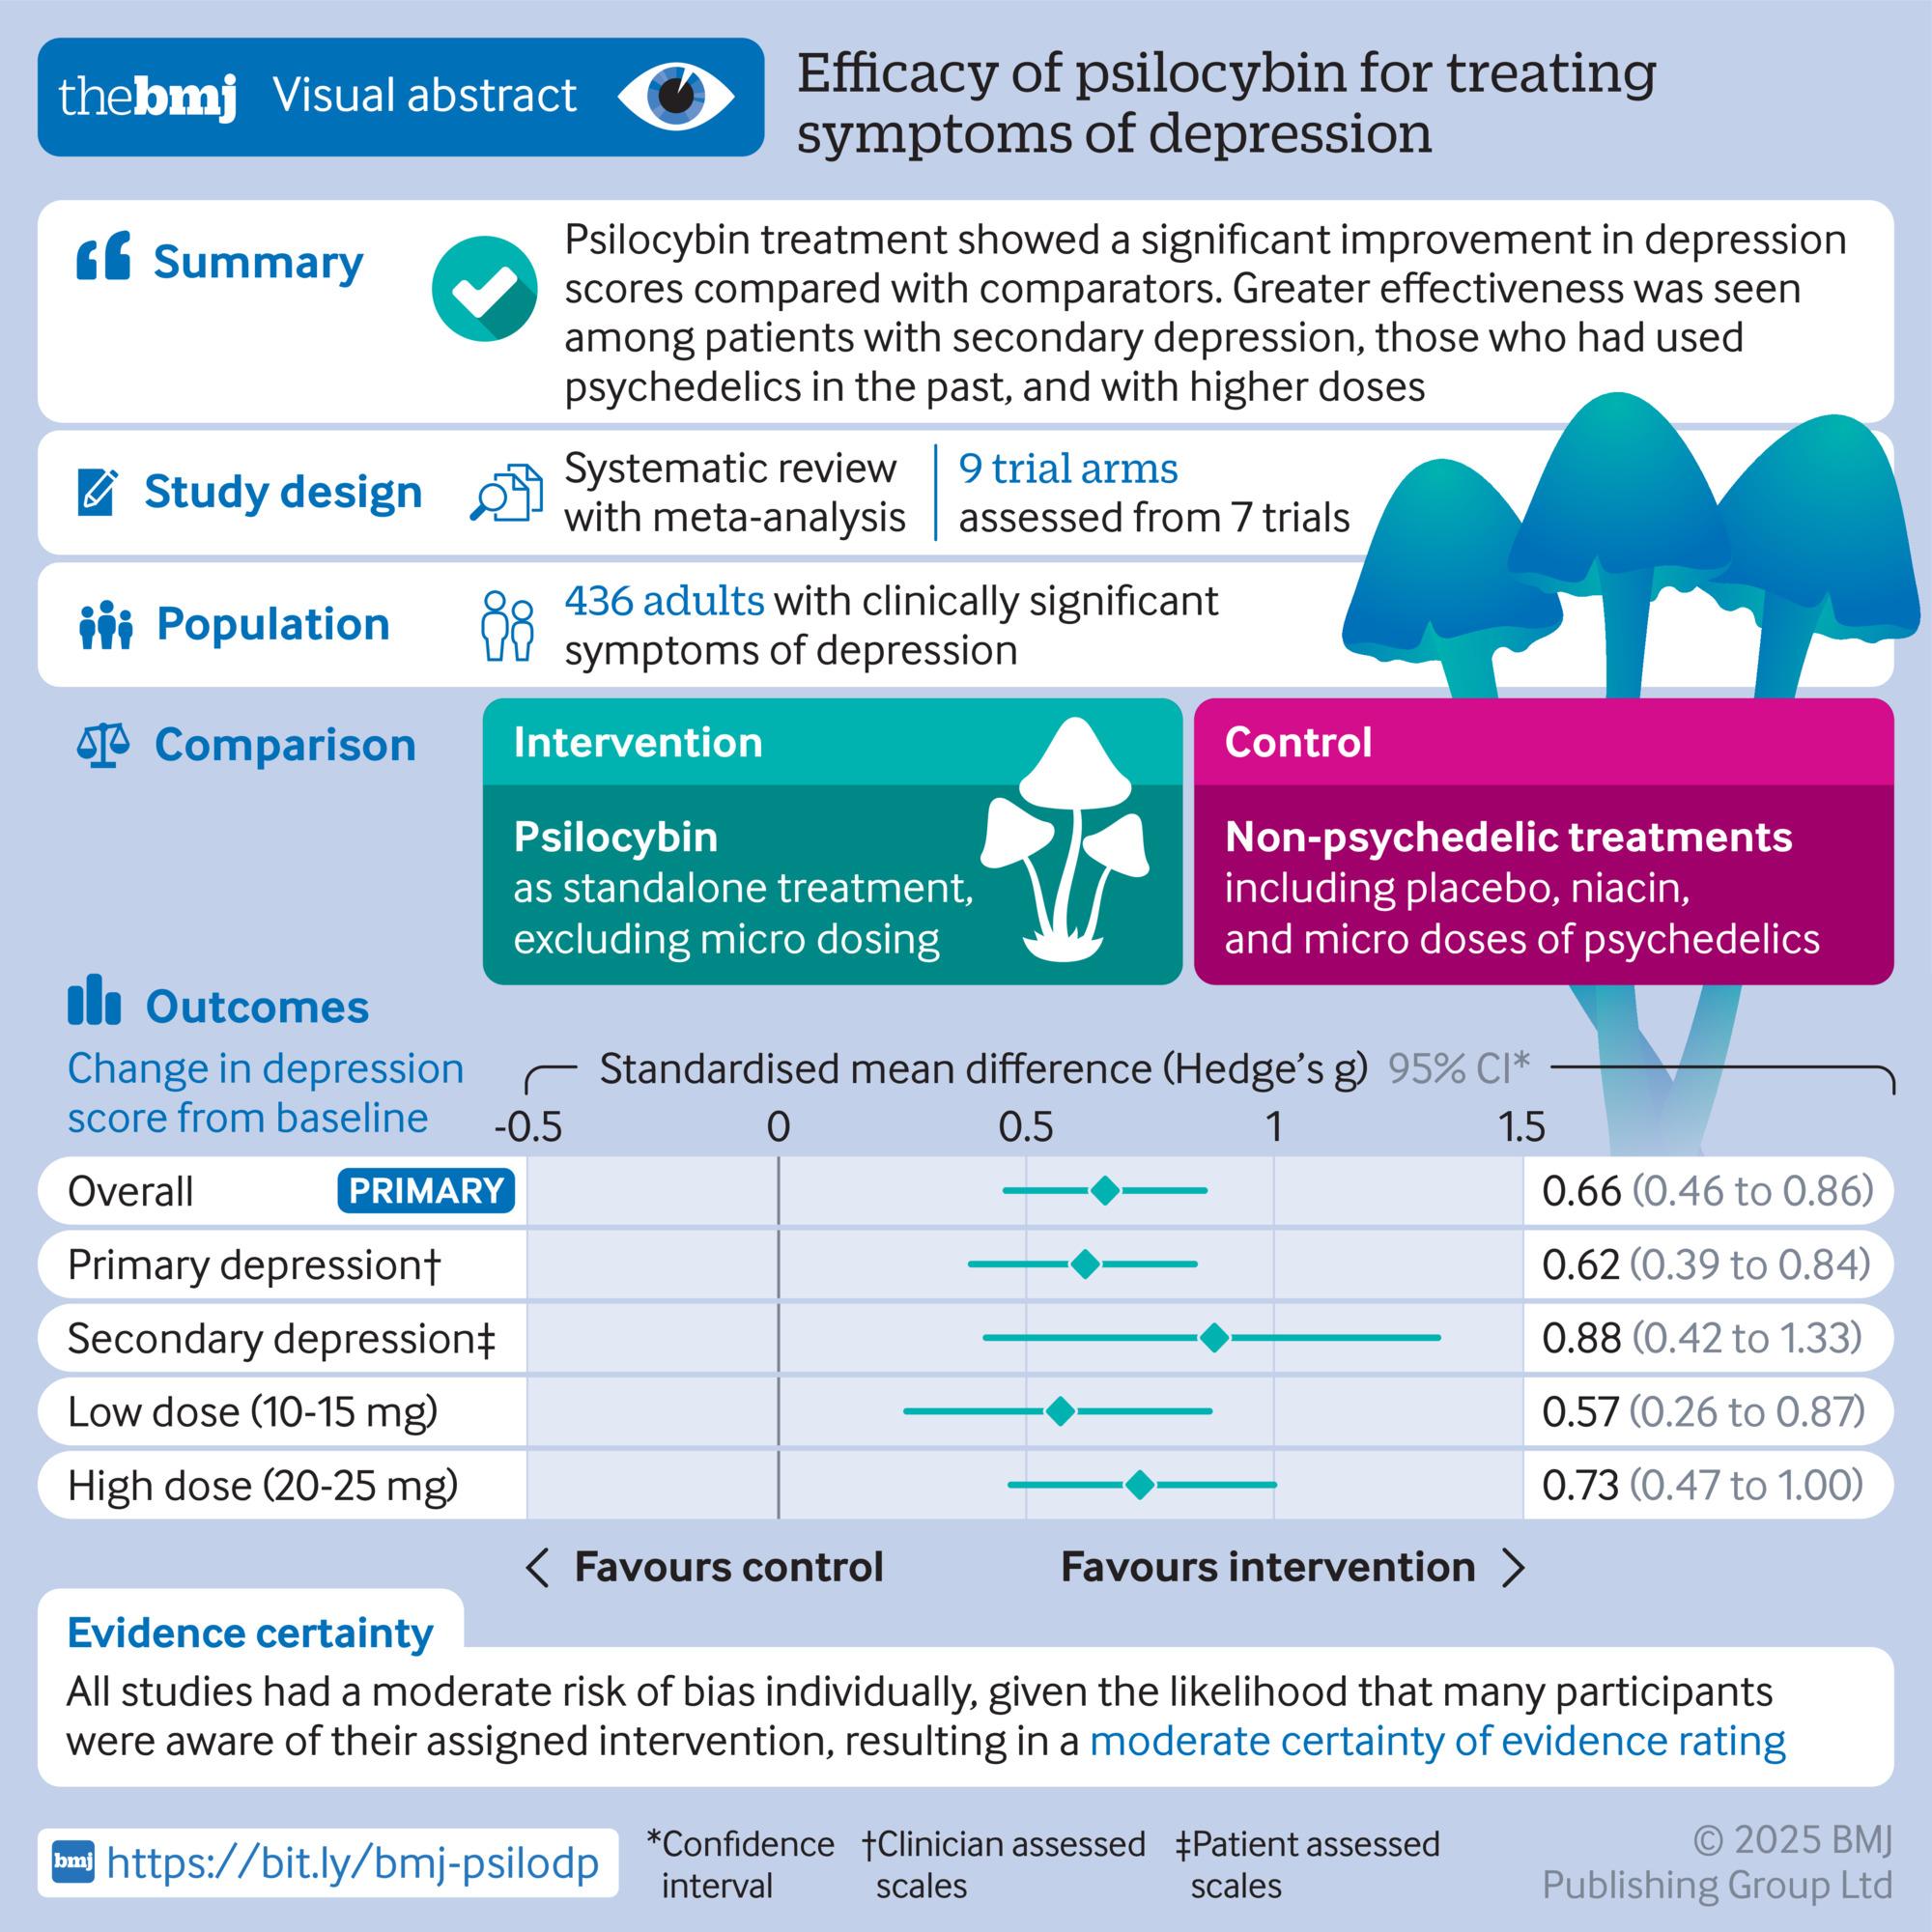 thebmj Visual abstract
Efficacy of psilocybin for treating
symptoms of depression
Summary
Psilocybin treatment showed a significant improvement in depression
scores compared with comparators. Greater effectiveness was seen
among patients with secondary depression, those who had used
psychedelics in the past, and with higher doses
Study design
Systematic review
with meta-analysis
9 trial arms
assessed from 7 trials
Population
436 adults with clinically significant
symptoms of depression
Comparison
Intervention
Psilocybin
as standalone treatment,
excluding micro dosing
Control
Non-psychedelic treatments
including placebo, niacin,
and micro doses of psychedelics
Outcomes
Change in depression
score from baseline
Standardised mean difference (Hedge's g) 95% CI*
-0.5 0 0.5 1 1.5
Overall PRIMARY 0.66 (0.46 to 0.86)
Primary depression† 0.62 (0.39 to 0.84)
Secondary depression‡ 0.88 (0.42 to 1.33)
Low dose (10-15 mg) 0.57 (0.26 to 0.87)
High dose (20-25 mg) 0.73 (0.47 to 1.00)
< Favours control Favours intervention >
Evidence certainty
All studies had a moderate risk of bias individually, given the likelihood that many participants
were aware of their assigned intervention, resulting in a moderate certainty of evidence rating
bmj https://bit.ly/bmj-psilodp
*Confidence
interval
†Clinician assessed
scales
‡Patient assessed
scales
© 2025 BMJ
Publishing Group Ltd